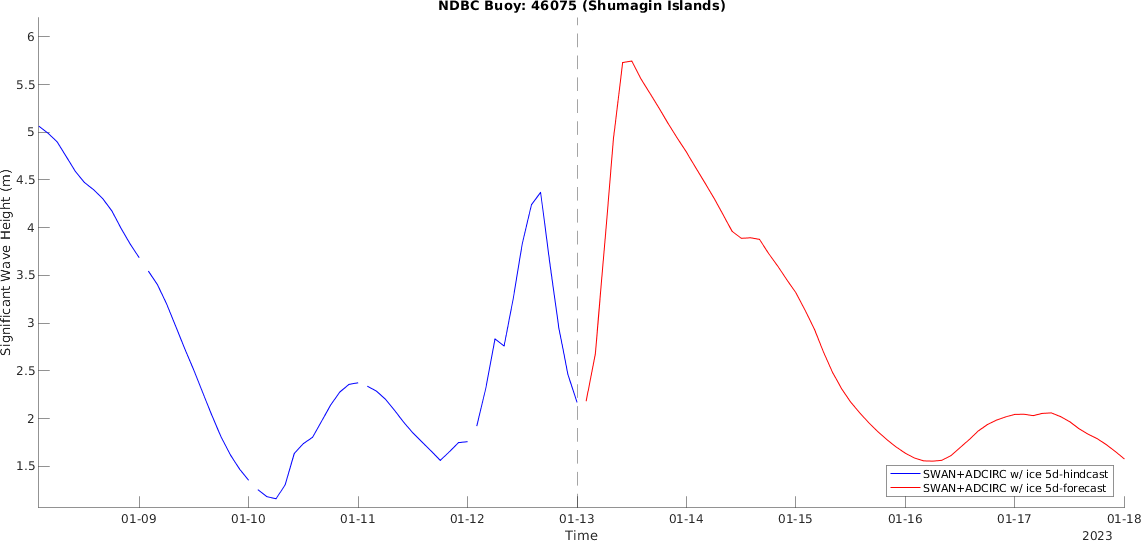 NDBC Buoy: 46075 (Shumagin Islands)
6
5.5
5
4.5
4
3.5
3
2.5
2
1.5
Significant Wave Height (m)
SWAN+ADCIRC w/ ice 5d-hindcast
SWAN+ADCIRC w/ ice 5d-forecast
01-09 01-10 01-11 01-12 01-13 01-14 01-15 01-16 01-17 01-18
Time
2023